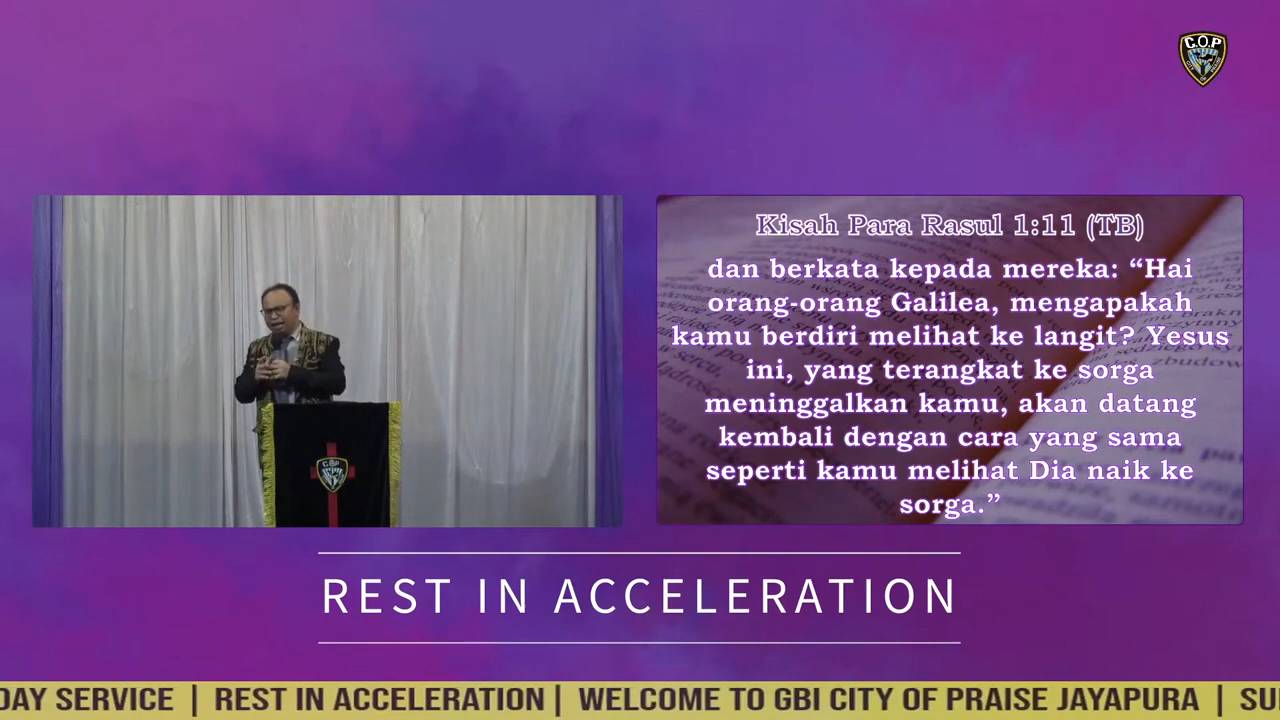 C.O.P
Kisah Para Rasul 1:11 (TB)
dan berkata kepada mereka: “Hai
orang-orang Galilea, mengapakah
kamu berdiri melihat ke langit? Yesus
ini, yang terangkat ke sorga
meninggalkan kamu, akan datang
kembali dengan cara yang sama
seperti kamu melihat Dia naik ke
sorga.”
C.O.P
REST IN ACCELERATION
DAY SERVICE | REST IN ACCELERATION | WELCOME TO GBI CITY OF PRAISE JAYAPURA | SU